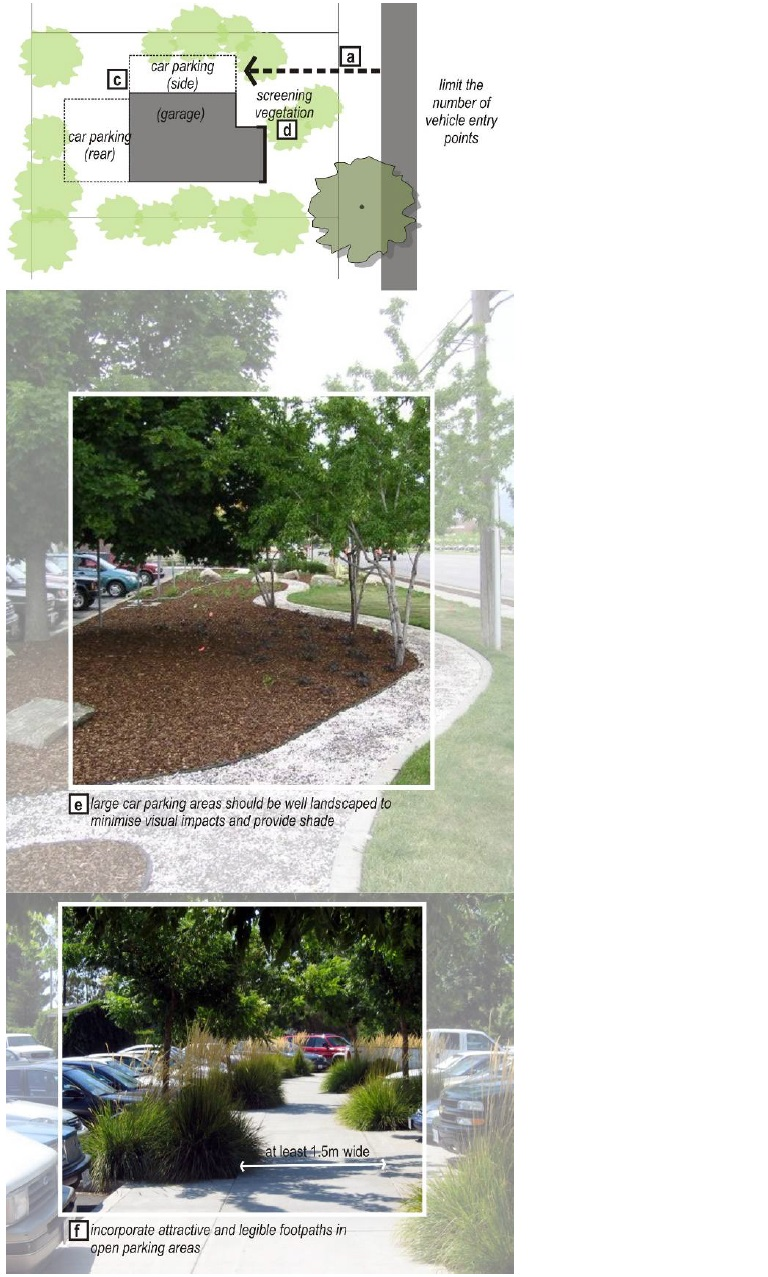 a
c
car parking
(side)
limit the
number of
vehicle entry
points
screening
vegetation
(garage)
d
car parking
(rear)
e large car parking areas should be well landscaped to
minimise visual impacts and provide shade
at least 1.5m wide
f incorporate attractive and legible footpaths in
open parking areas